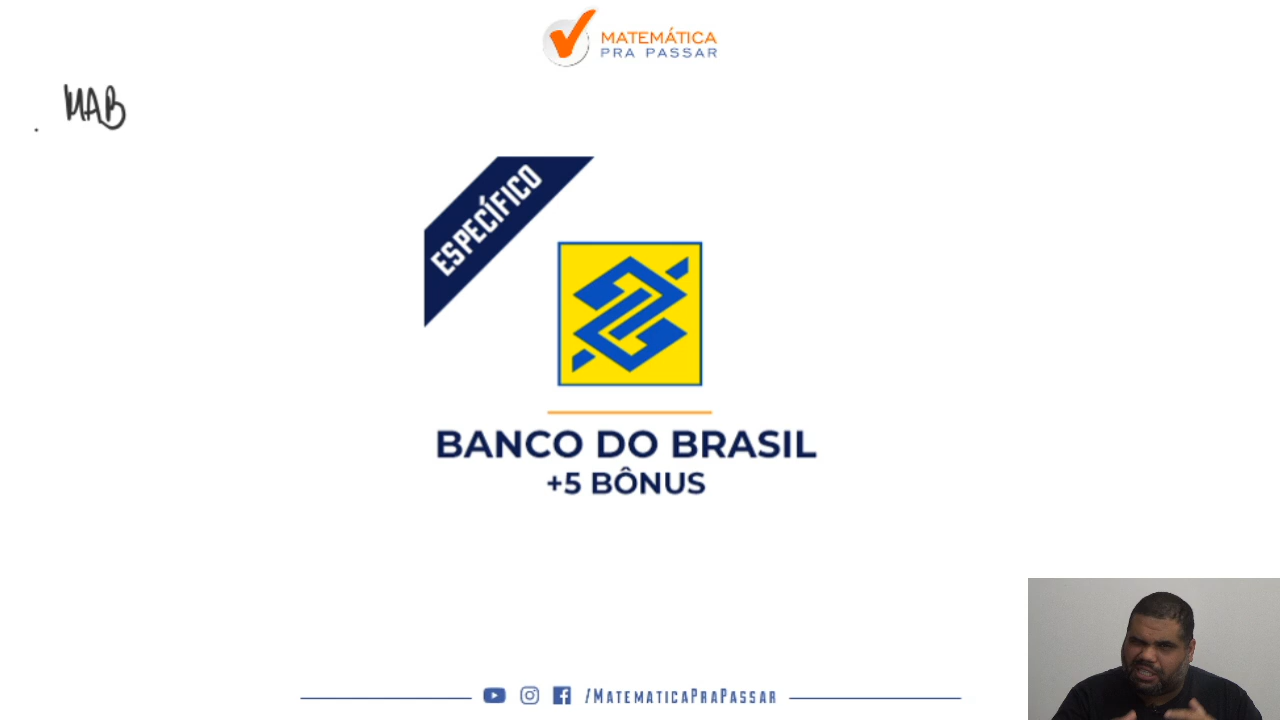 MATEMÁTICA
PRA PASSAR
MAB
ESPECÍFICO
BANCO DO BRASIL
+5 BÔNUS
/MATEMATICAPRAPASSAR